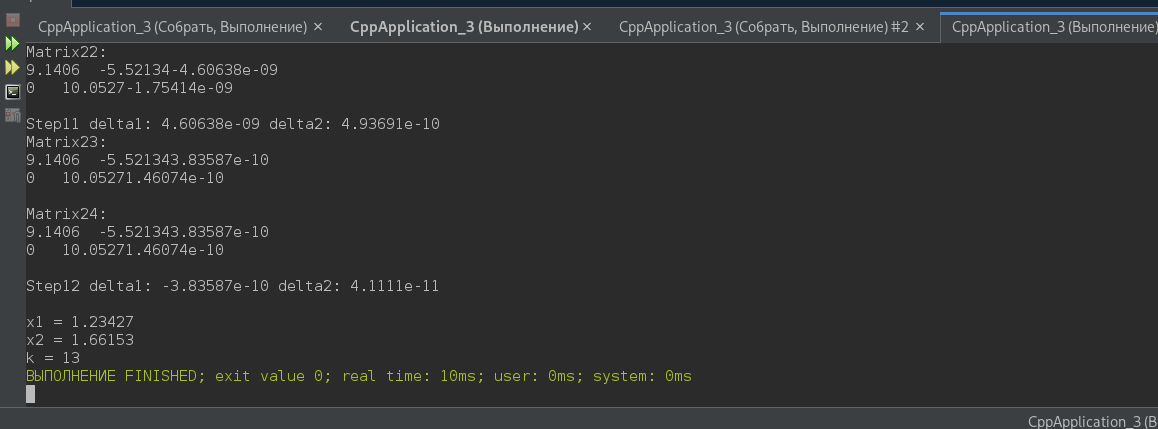 CppApplication_3 (Собрать, Выполнение) × CppApplication_3 (Выполнение) × CppApplication_3 (Собрать, Выполнение) #2 × CppApplication_3 (Выполнение)
Matrix22:
9.1406  -5.52134-4.60638e-09
0   10.0527-1.75414e-09
Step11 delta1: 4.60638e-09 delta2: 4.93691e-10
Matrix23:
9.1406  -5.521343.83587e-10
0   10.05271.46074e-10
Matrix24:
9.1406  -5.521343.83587e-10
0   10.05271.46074e-10
Step12 delta1: -3.83587e-10 delta2: 4.1111e-11
x1 = 1.23427
x2 = 1.66153
k = 13
ВЫПОЛНЕНИЕ FINISHED; exit value 0; real time: 10ms; user: 0ms; system: 0ms
CppApplication_3 (В